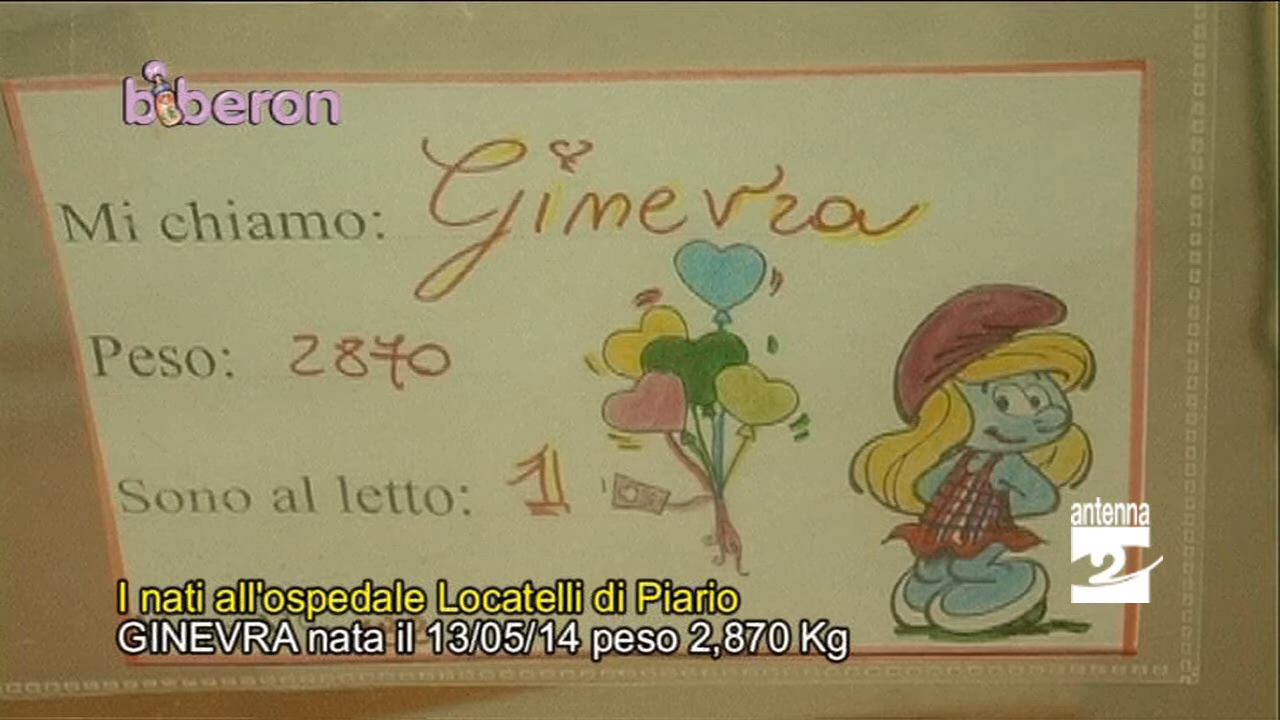 biberon
Mi chiamo: Ginevra
Peso: 2870
Sono al letto: 1
antenna
2
I nati all'ospedale Locatelli di Piario
GINEVRA nata il 13/05/14 peso 2,870 Kg